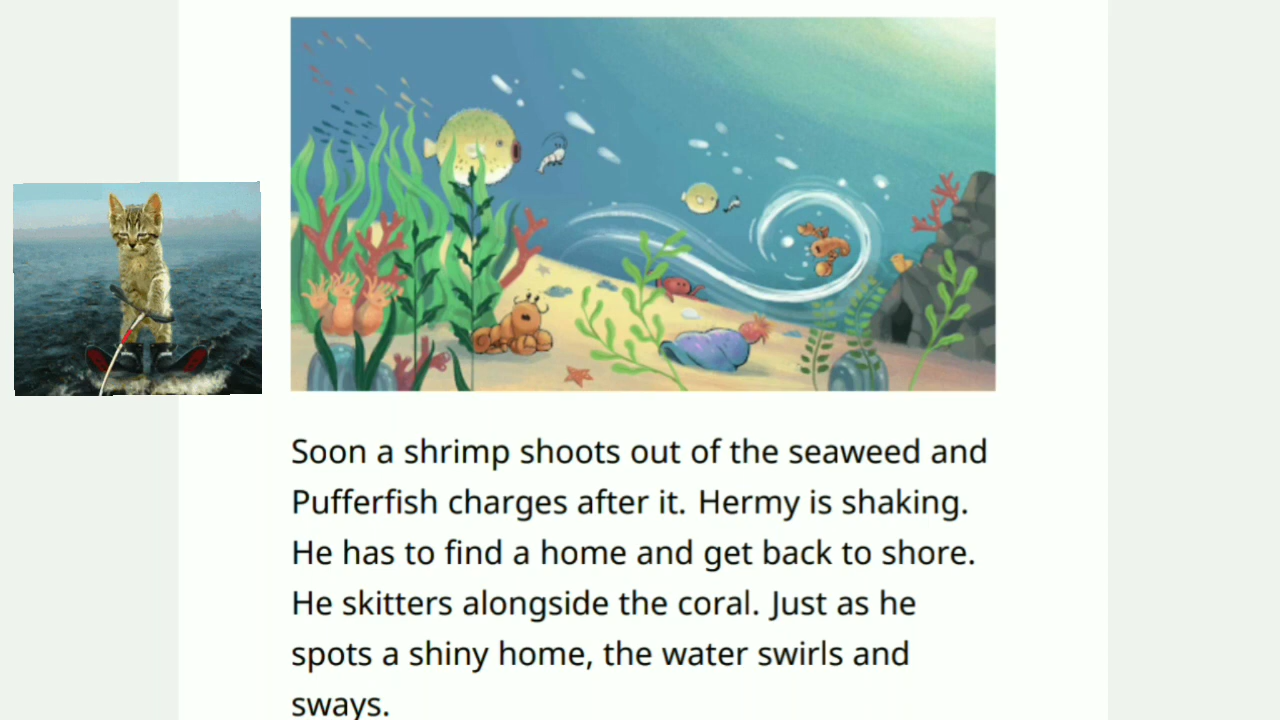 Soon a shrimp shoots out of the seaweed and
Pufferfish charges after it. Hermy is shaking.
He has to find a home and get back to shore.
He skitters alongside the coral. Just as he
spots a shiny home, the water swirls and
sways.